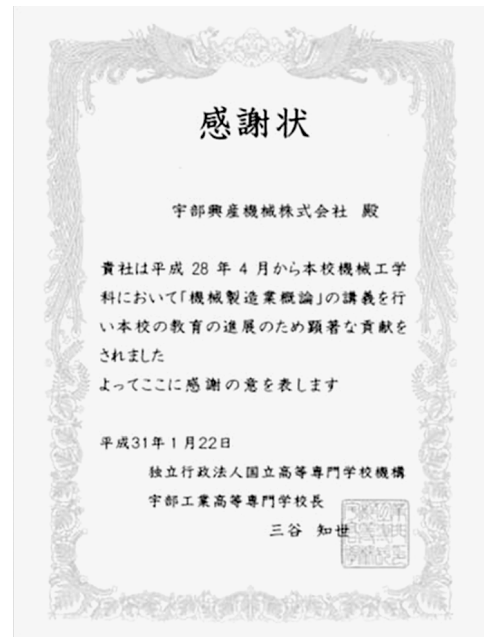 感謝状
宇部興産機械株式会社 殿
貴社は平成 28 年 4 月から本校機械工学
科において「機械製造業概論」の講義を行
い本校の教育の進展のため顕著な貢献を
されました
よってここに感謝の意を表します
平成31年1月22日
独立行政法人国立高等専門学校機構
宇部工業高等専門学校長
三谷 知世